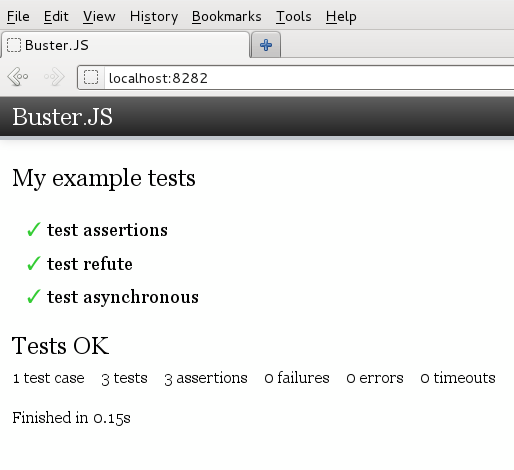 File Edit View History Bookmarks Tools Help
Buster.JS
localhost:8282
Buster.JS
My example tests
✓ test assertions
✓ test refute
✓ test asynchronous
Tests OK
1 test case 3 tests 3 assertions 0 failures 0 errors 0 timeouts
Finished in 0.15s